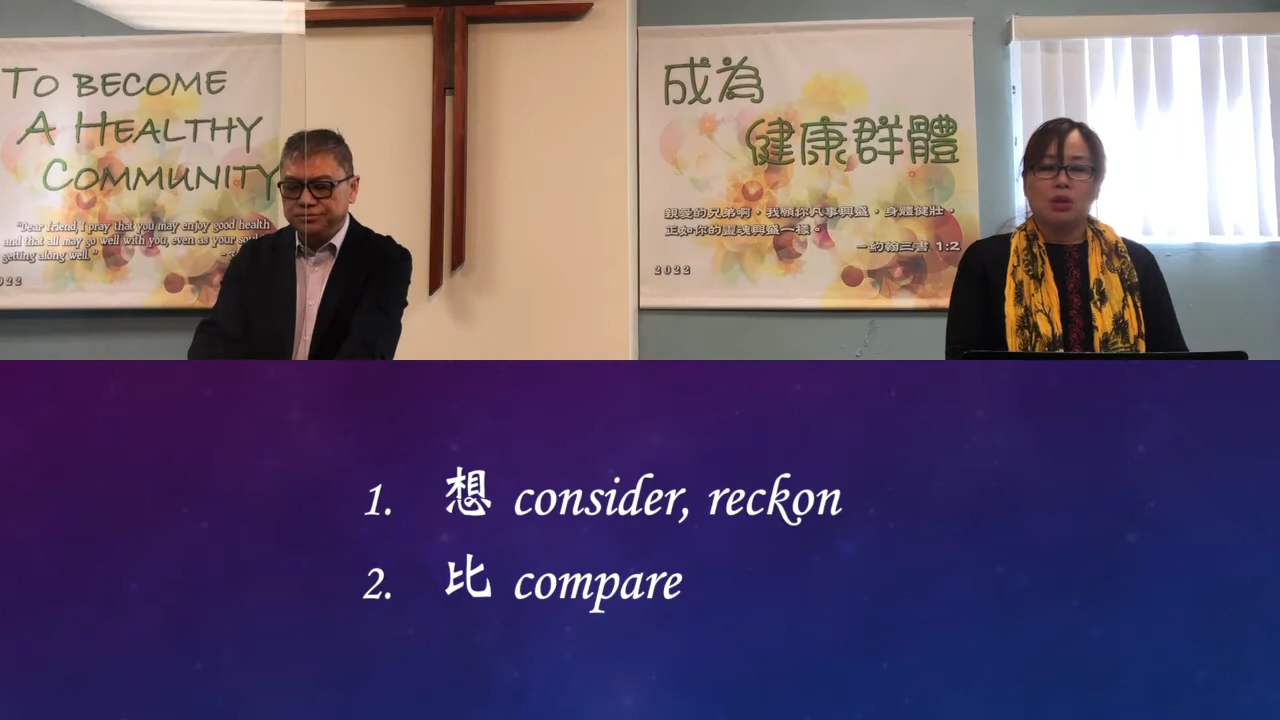 TO BECOME
A HEALTHY
COMMUNITY
"Dear friend, I pray that you may enjoy good health
and that all may go well with you, even as your soul
getting along well."
022
成為
健康群體
親愛的兄弟啊，我願你凡事興盛，身體健壯，
正如你的靈魂興盛一樣。
－約翰三書 1:2
2022
1. 想 consider, reckon
2. 比 compare